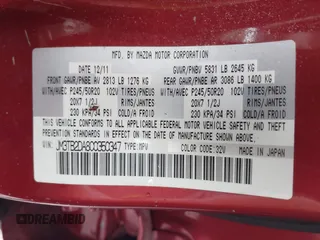 MFD. BY MAZDA MOTOR CORPORATION
DATE 12/11 GVWR/PNBV 5831 LB 2645 KG
FRONT GAWR/PNBE AV 2813 LB 1276 KG REAR GAWR/PNBE AR 3086 LB 1400 KG
WITH/AVEC P245/50R20 102V TIRES/PNEUS WITH/AVEC P245/50R20 102V TIRES/PNEUS
20X7 1/2J RIMS/JANTES 20X7 1/2J RIMS/JANTES
230 KPA/34 PSI COLD/A FROID 230 KPA/34 PSI COLD/A FROID
THIS VEHICLE CONFORMS TO ALL APPLICABLE FEDERAL MOTOR VEHICLE
SAFETY AND THEFT PREVENTION STANDARDS IN EFFECT ON THE DATE OF
MANUFACTURE SHOWN ABOVE.
VIN: JM3TB2DA8C0350347 TYPE: MPV COLOR CODE: 32V MADE IN JAPAN
AUTOBIDMASTER